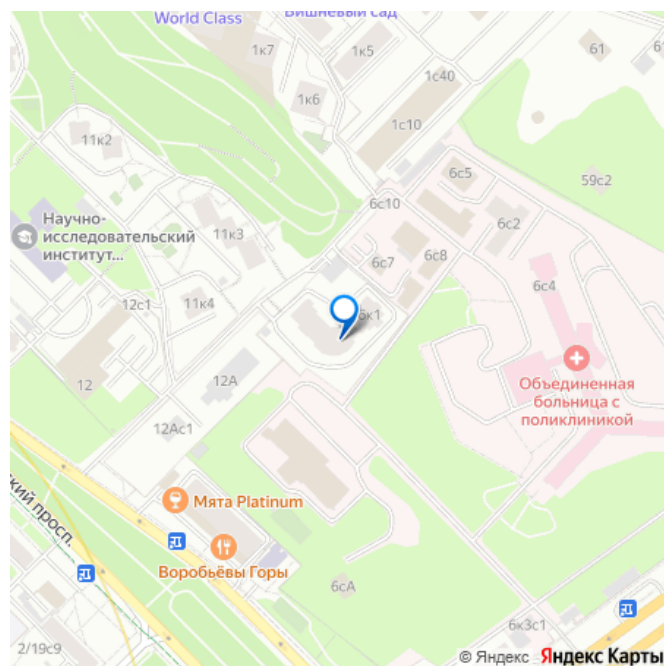 World Class
Вишнёвый сад
1к7
1к5
61
1к6
1с40
1с10
11к2
6с5
59с2
6с10
6с2
Научно-
исследовательский
институт...
11к3
6с7
6с8
6с4
12с1
11к4
6к1
12
12А
Объединенная
больница с
поликлиникой
12Ас1
Мята Platinum
ский просп.
Воробьёвы Горы
6сА
2/19с9
6к3с1
© Яндекс Яндекс Карты